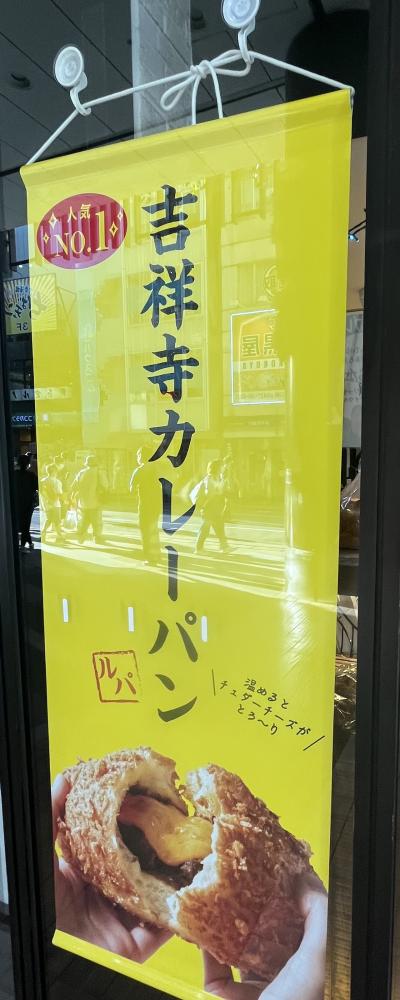 人気
NO.1
吉祥寺カレーパン
ルパ
温めると
チェダーチーズが
とろ〜り
3F